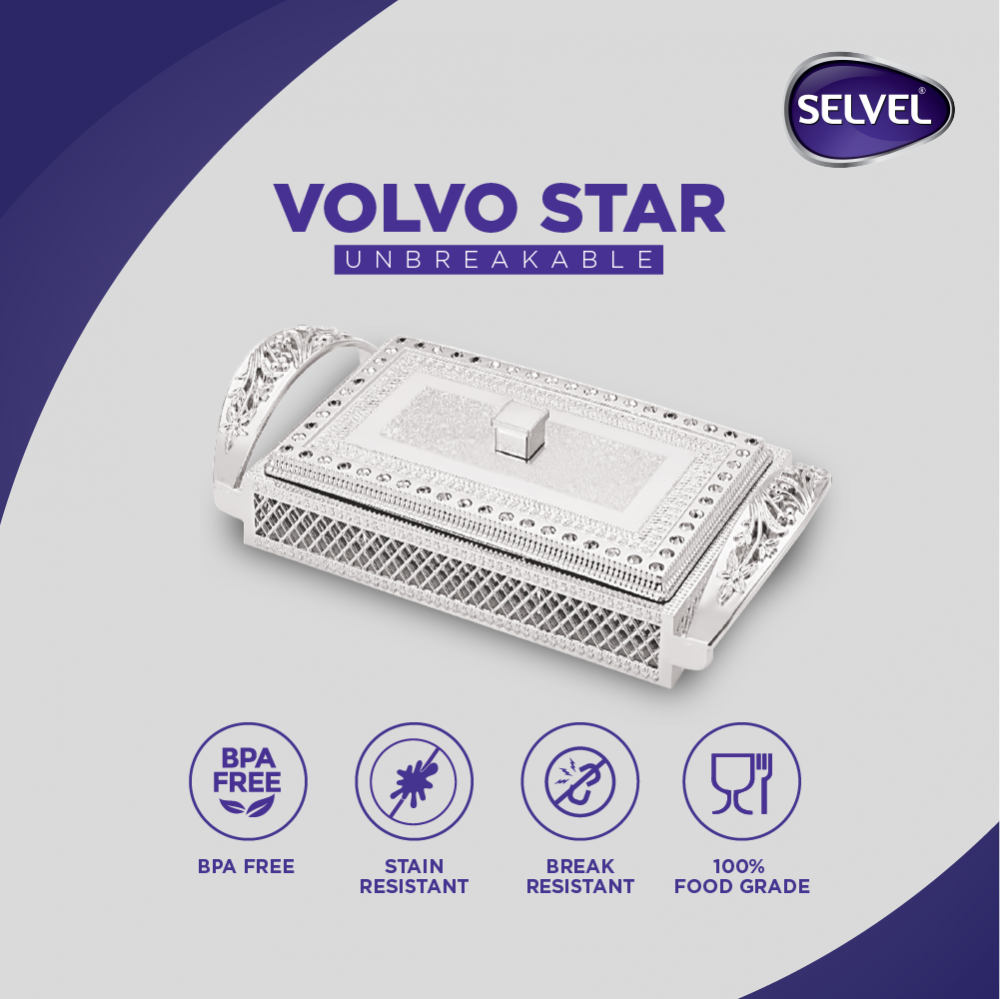 SELVEL®
VOLVO STAR
UNBREAKABLE
BPA
FREE
BPA FREE
STAIN
RESISTANT
BREAK
RESISTANT
100%
FOOD GRADE